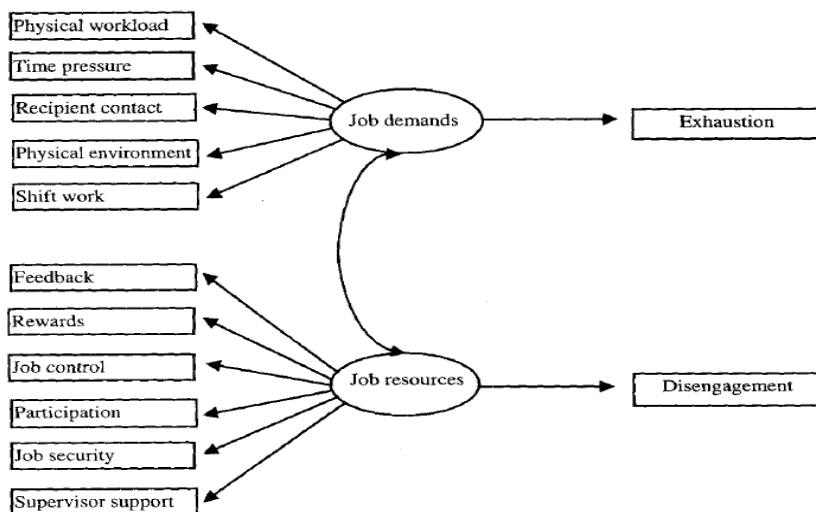 Physical workload
Time pressure
Recipient contact
Physical environment
Shift work
Job demands
Exhaustion
Feedback
Rewards
Job control
Participation
Job security
Supervisor support
Job resources
Disengagement